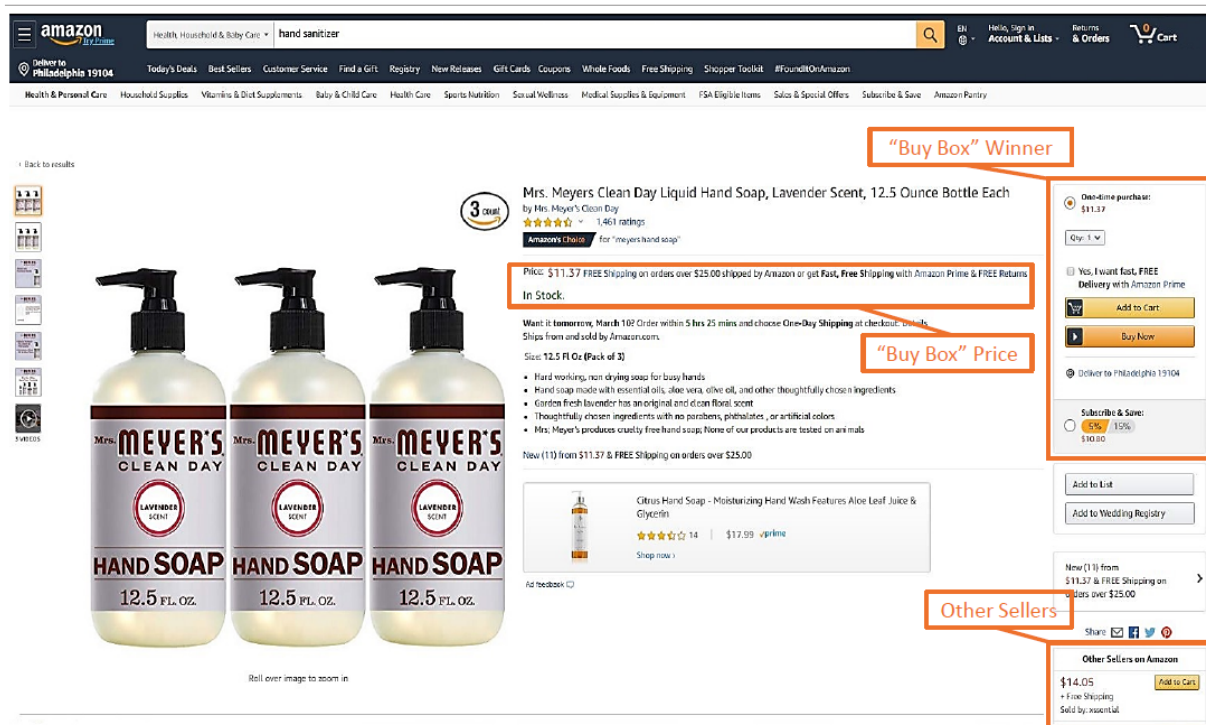 amazon
Try Prime
Health, Household & Baby Care
hand sanitizer
EN
Hello, Sign in
Account & Lists
Returns
& Orders
0
Cart
Deliver to
Philadelphia 19104
Today's Deals Best Sellers Customer Service Find a Gift Registry New Releases Gift Cards Coupons Whole Foods Free Shipping Shopper Toolkit #FoundItOnAmazon
Health & Personal Care Household Supplies Vitamins & Diet Supplements Baby & Child Care Health Care Sports Nutrition Sexual Wellness Medical Supplies & Equipment FSA Eligible Items Sales & Special Offers Subscribe & Save Amazon Pantry
"Buy Box" Winner
‹ Back to results
3 count
Mrs. Meyers Clean Day Liquid Hand Soap, Lavender Scent, 12.5 Ounce Bottle Each
by Mrs. Meyer's Clean Day
1,461 ratings
Amazon's Choice for "meyers hand soap"
Price: $11.37 FREE Shipping on orders over $25.00 shipped by Amazon or get Fast, Free Shipping with Amazon Prime & FREE Returns
In Stock.
"Buy Box" Price
Want it tomorrow, March 10? Order within 5 hrs 25 mins and choose One-Day Shipping at checkout. Details
Ships from and sold by Amazon.com.
Size: 12.5 Fl Oz (Pack of 3)
• Hard working, non drying soap for busy hands
• Hand soap made with essential oils, aloe vera, olive oil, and other thoughtfully chosen ingredients
• Garden fresh lavender has an original and clean floral scent
• Thoughtfully chosen ingredients with no parabens, phthalates , or artificial colors
• Mrs; Meyer's produces cruelty free hand soap; None of our products are tested on animals
New (11) from $11.37 & FREE Shipping on orders over $25.00
Citrus Hand Soap - Moisturizing Hand Wash Features Aloe Leaf Juice &
Glycerin
14 | $17.99 prime
Shop now ›
Ad feedback
3 VIDEOS
Mrs. MEYER'S Mrs. MEYER'S Mrs. MEYER'S
CLEAN DAY CLEAN DAY CLEAN DAY
LAVENDER LAVENDER LAVENDER
SCENT SCENT SCENT
HAND SOAP HAND SOAP HAND SOAP
12.5 FL. OZ. 12.5 FL. OZ. 12.5 FL. OZ.
Roll over image to zoom in
One-time purchase:
$11.37
Qty: 1
Yes, I want fast, FREE
Delivery with Amazon Prime
Add to Cart
Buy Now
Deliver to Philadelphia 19104
Subscribe & Save:
5% 15%
$10.80
Add to List
Add to Wedding Registry
New (11) from
$11.37 & FREE Shipping on
orders over $25.00
Other Sellers
Share
Other Sellers on Amazon
$14.05
Add to Cart
+ Free Shipping
Sold by: xssential